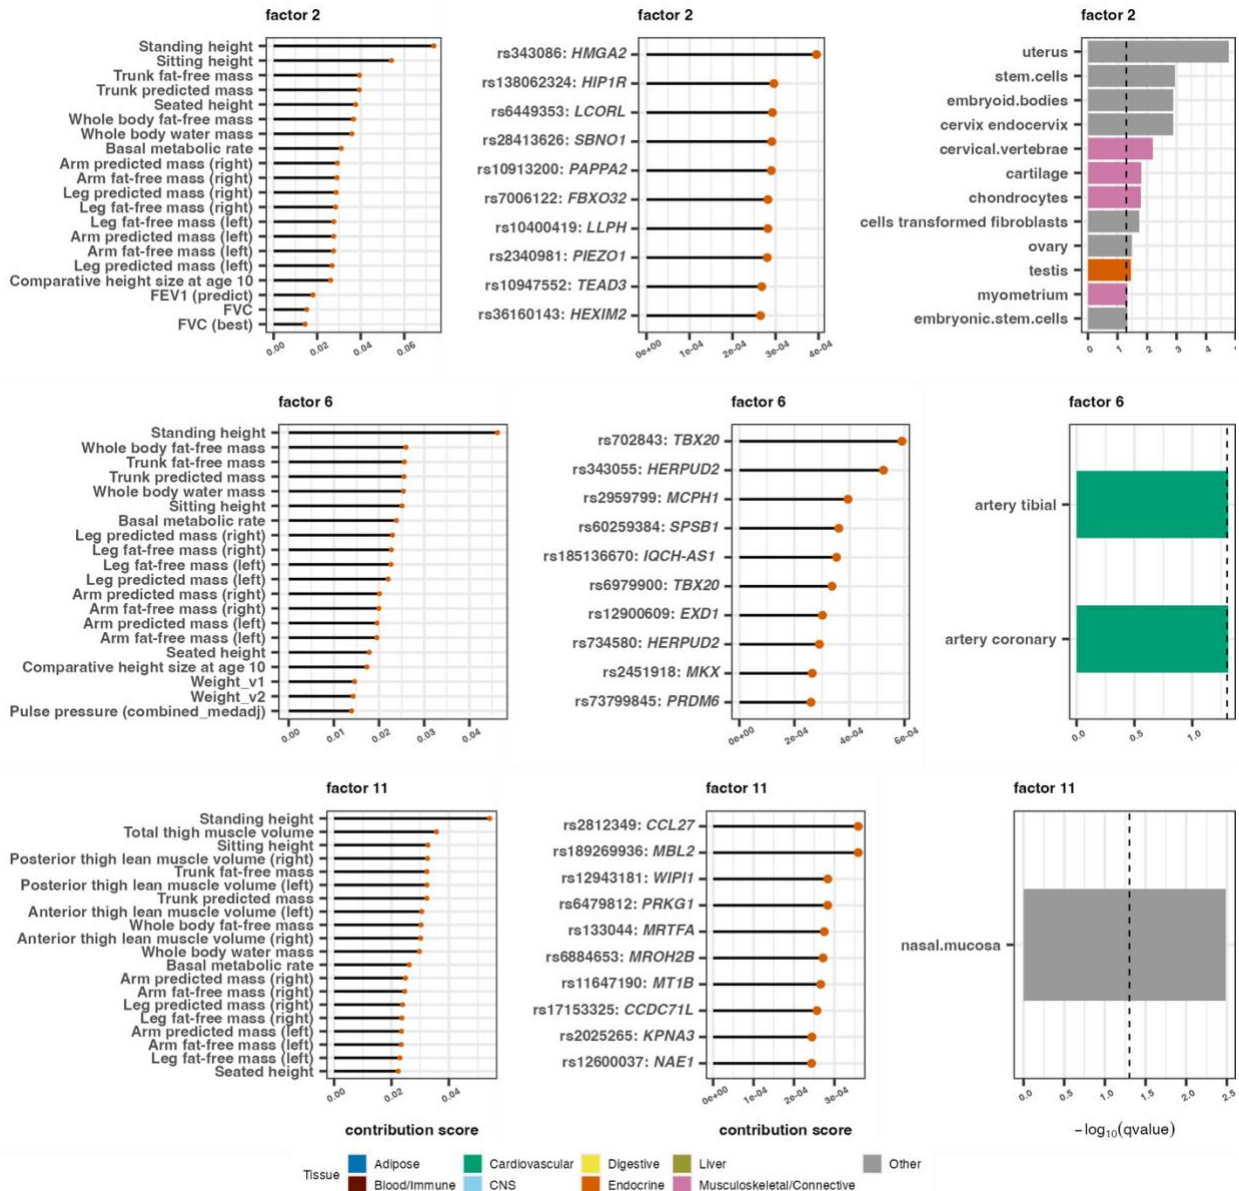 factor 2
Standing height
Sitting height
Trunk fat-free mass
Trunk predicted mass
Seated height
Whole body fat-free mass
Whole body water mass
Basal metabolic rate
Arm predicted mass (right)
Arm fat-free mass (right)
Leg predicted mass (right)
Leg fat-free mass (right)
Leg fat-free mass (left)
Arm predicted mass (left)
Arm fat-free mass (left)
Leg predicted mass (left)
Comparative height size at age 10
FEV1 (predict)
FVC
FVC (best)
0.00 0.02 0.04 0.06
factor 2
rs343086: HMGA2
rs138062324: HIP1R
rs6449353: LCORL
rs28413626: SBNO1
rs10913200: PAPPA2
rs7006122: FBXO32
rs10400419: LLPH
rs2340981: PIEZO1
rs10947552: TEAD3
rs36160143: HEXIM2
0e+00 1e-04 2e-04 3e-04 4e-04
factor 2
uterus
stem.cells
embryoid.bodies
cervix endocervix
cervical.vertebrae
cartilage
chondrocytes
cells transformed fibroblasts
ovary
testis
myometrium
embryonic.stem.cells
0 1 2 3 4 5
factor 6
Standing height
Whole body fat-free mass
Trunk fat-free mass
Trunk predicted mass
Whole body water mass
Sitting height
Basal metabolic rate
Leg predicted mass (right)
Leg fat-free mass (right)
Leg fat-free mass (left)
Leg predicted mass (left)
Arm predicted mass (right)
Arm fat-free mass (right)
Arm predicted mass (left)
Arm fat-free mass (left)
Seated height
Comparative height size at age 10
Weight_v1
Weight_v2
Pulse pressure (combined_medadj)
0.00 0.01 0.02 0.03 0.04
factor 6
rs702843: TBX20
rs343055: HERPUD2
rs2959799: MCPH1
rs60259384: SPSB1
rs185136670: IQCH-AS1
rs6979900: TBX20
rs12900609: EXD1
rs734580: HERPUD2
rs2451918: MKX
rs73799845: PRDM6
0e+00 2e-04 4e-04 6e-04
factor 6
artery tibial
artery coronary
0.0 0.5 1.0
factor 11
Standing height
Total thigh muscle volume
Sitting height
Posterior thigh lean muscle volume (right)
Trunk fat-free mass
Posterior thigh lean muscle volume (left)
Trunk predicted mass
Anterior thigh lean muscle volume (left)
Whole body fat-free mass
Anterior thigh lean muscle volume (right)
Whole body water mass
Basal metabolic rate
Arm predicted mass (right)
Arm fat-free mass (right)
Leg predicted mass (right)
Leg fat-free mass (right)
Arm predicted mass (left)
Arm fat-free mass (left)
Leg fat-free mass (left)
Seated height
0.00 0.02 0.04
contribution score
factor 11
rs2812349: CCL27
rs189269936: MBL2
rs12943181: WIPI1
rs6479812: PRKG1
rs133044: MRTFA
rs6884653: MROH2B
rs11647190: MT1B
rs17153325: CCDC71L
rs2025265: KPNA3
rs12600037: NAE1
0e+00 1e-04 2e-04 3e-04
contribution score
factor 11
nasal.mucosa
0.0 0.5 1.0 1.5 2.0 2.5
−log10(qvalue)
Tissue
Adipose Cardiovascular Digestive Liver Other
Blood/Immune CNS Endocrine Musculoskeletal/Connective